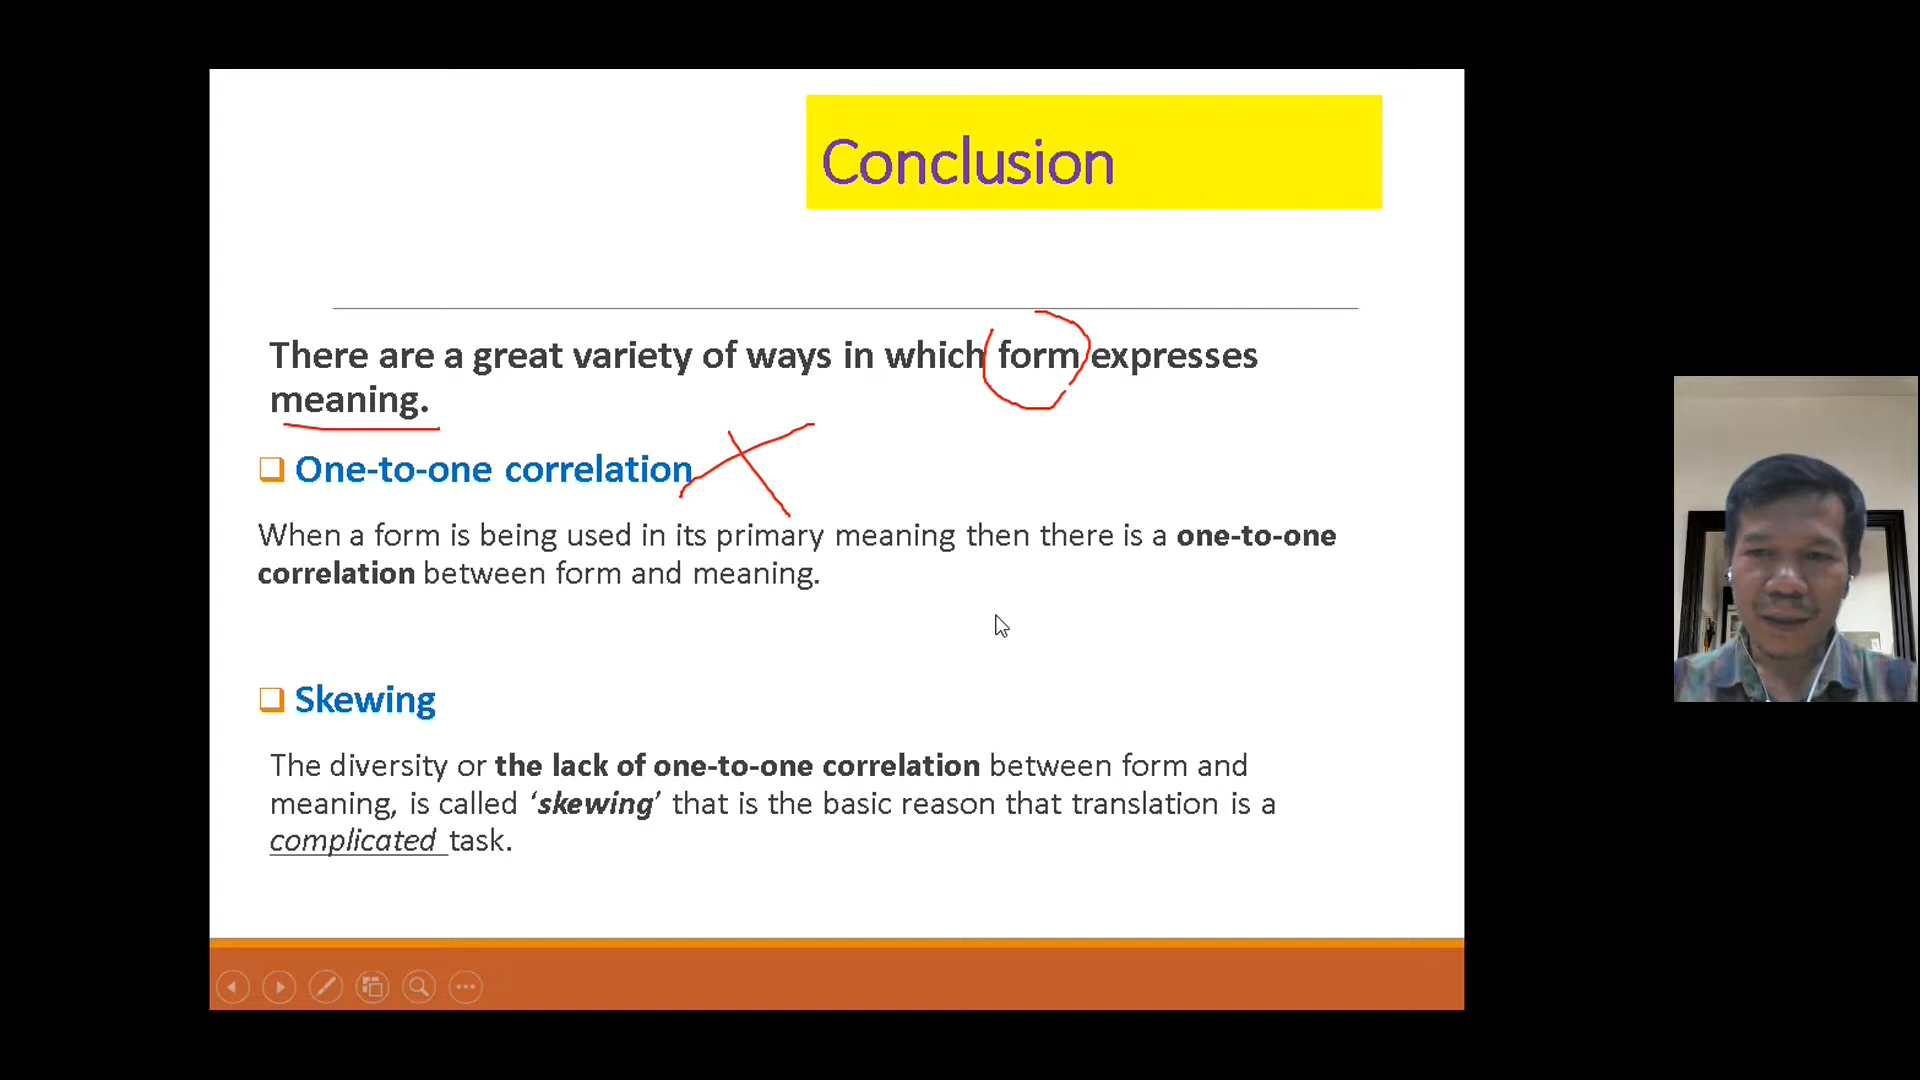 Conclusion
There are a great variety of ways in which form expresses
meaning.
One-to-one correlation
When a form is being used in its primary meaning then there is a one-to-one
correlation between form and meaning.
Skewing
The diversity or the lack of one-to-one correlation between form and
meaning, is called ‘skewing’ that is the basic reason that translation is a
complicated task.